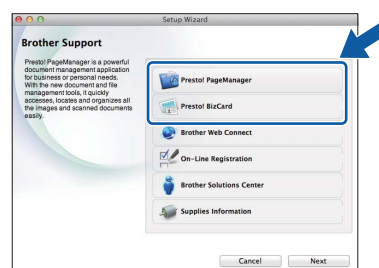 Setup Wizard
Brother Support
Presto! PageManager is a powerful
document management application
for business or personal needs.
With the new document and file
management tools, it quickly
accesses, locates and organizes all
the images and scanned documents
easily.
Presto! PageManager
Presto! BizCard
Brother Web Connect
On-Line Registration
Brother Solutions Center
Supplies Information
Cancel
Next